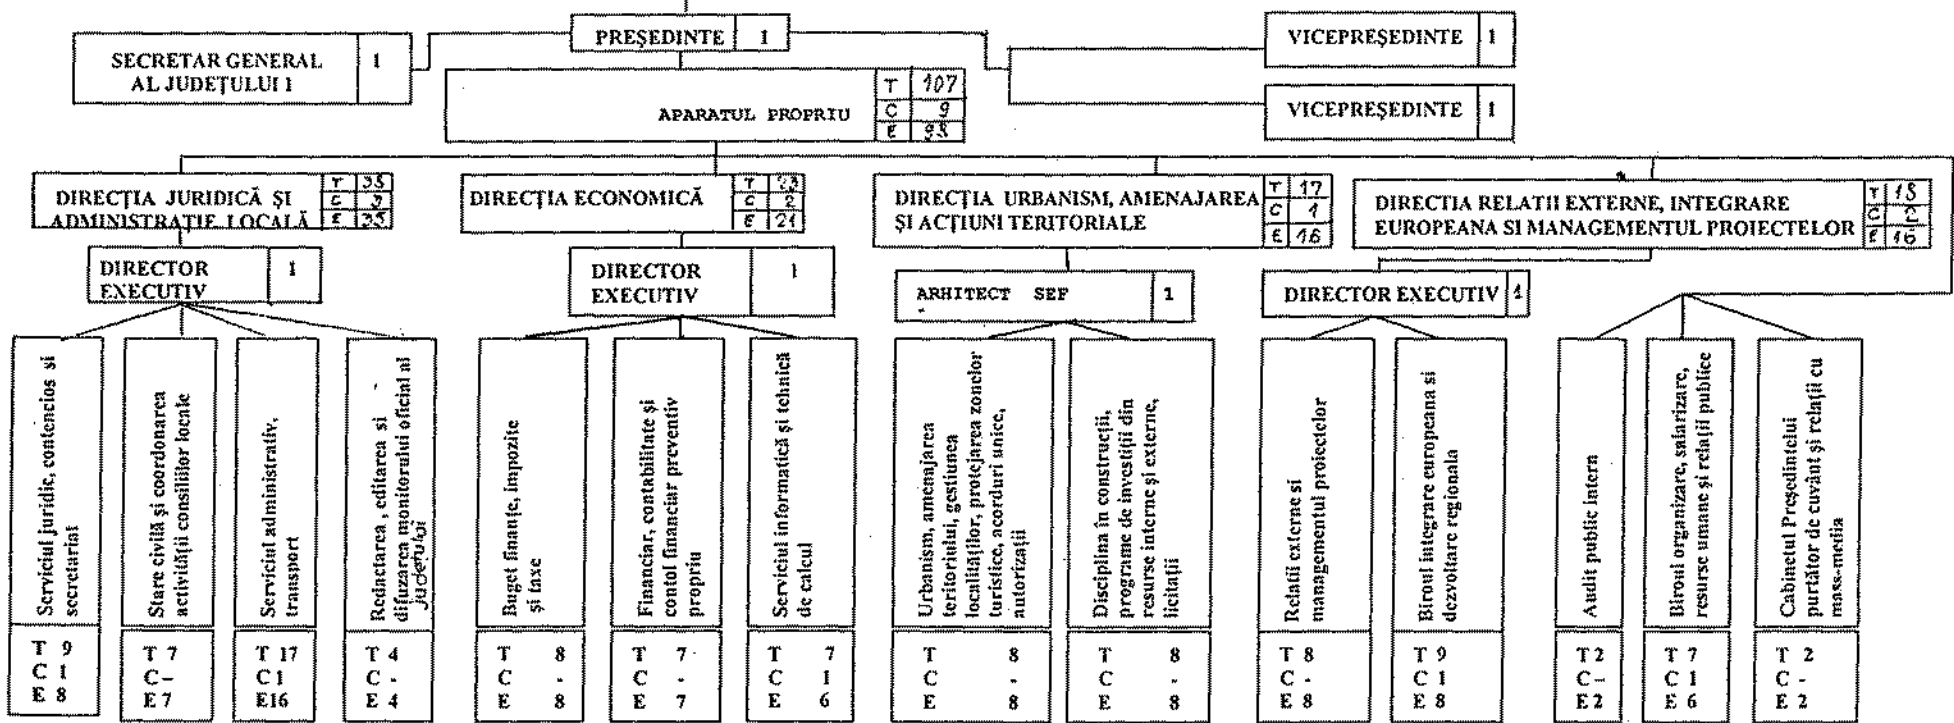 PREŞEDINTE 1
SECRETAR GENERAL 1
AL JUDEŢULUI 1
VICEPREŞEDINTE 1
VICEPREŞEDINTE 1
APARATUL PROPRIU
T 107
C 9
E 98
DIRECŢIA JURIDICĂ ŞI
ADMINISTRAŢIE LOCALĂ
T 38
C 3
E 35
DIRECŢIA ECONOMICĂ
T 23
C 2
E 21
DIRECŢIA URBANISM, AMENAJAREA
ŞI ACŢIUNI TERITORIALE
T 17
C 1
E 16
DIRECTIA RELATII EXTERNE, INTEGRARE
EUROPEANA SI MANAGEMENTUL PROIECTELOR
T 18
C 2
E 16
DIRECTOR 1
EXECUTIV
DIRECTOR 1
EXECUTIV
ARHITECT SEF 1
DIRECTOR EXECUTIV 1
Serviciul juridic, contencios si
secretariat
T 9
C 1
E 8
Stare civilă şi coordonarea
activităţii consiliilor locale
T 7
C -
E 7
Serviciul administrativ,
transport
T 17
C 1
E 16
Redactarea , editarea si
difuzarea monitorului oficial al
judeţului
T 4
C -
E 4
Buget finanţe, impozite
şi taxe
T 8
C -
E 8
Financiar, contabilitate şi
contol financiar preventiv
propriu
T 7
C -
E 7
Serviciul informatică şi tehnică
de calcul
T 7
C 1
E 6
Urbanism, amenajarea
teritoriului, gestiunea
localităţilor, protejarea zonelor
turistice, acorduri unice,
autorizaţii
T 8
C -
E 8
Disciplina în construcţii,
programe de investiţii din
resurse interne şi externe,
licitaţii
T 8
C -
E 8
Relatii externe si
managementul proiectelor
T 8
C -
E 8
Biroul integrare europeana si
dezvoltare regionala
T 9
C 1
E 8
Audit public intern
T 2
C -
E 2
Biroul organizare, salarizare,
resurse umane şi relaţii publice
T 7
C 1
E 6
Cabinetul Preşedintelui
purtător de cuvânt şi relaţii cu
mass-media
T 2
C -
E 2